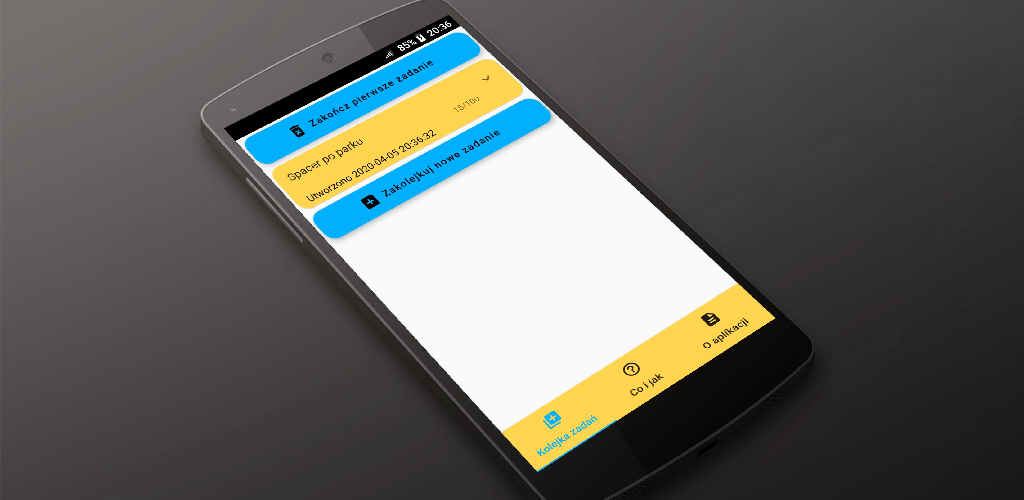 85% 20:36
Zakończ pierwsze zadanie
Spacer po parku
15/100
Utworzono 2020-04-05 20:36:32
Zakolejkuj nowe zadanie
Kolejka zadań
Co i jak
O aplikacji